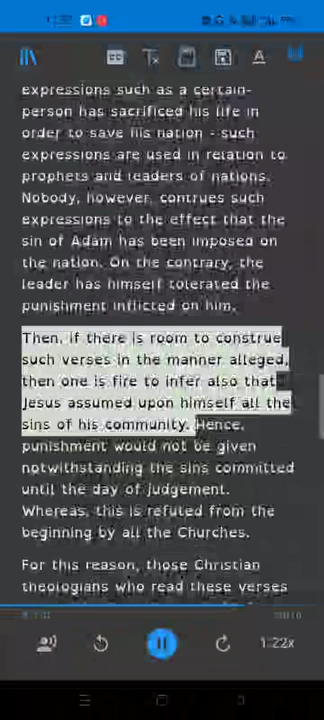 expressions such as a certain-
person has sacrificed his life in
order to save his nation - such
expressions are used in relation to
prophets and leaders of nations.
Nobody, however, contrues such
expressions to the effect that the
sin of Adam has been imposed on
the nation. On the contrary, the
leader has himself tolerated the
punishment inflicted on him.
Then, if there is room to construe
such verses in the manner alleged,
then one is fire to infer also that
Jesus assumed upon himself all the
sins of his community. Hence,
punishment would not be given
notwithstanding the sins committed
until the day of judgement.
Whereas, this is refuted from the
beginning by all the Churches.
For this reason, those Christian
theologians who read these verses
1.22x